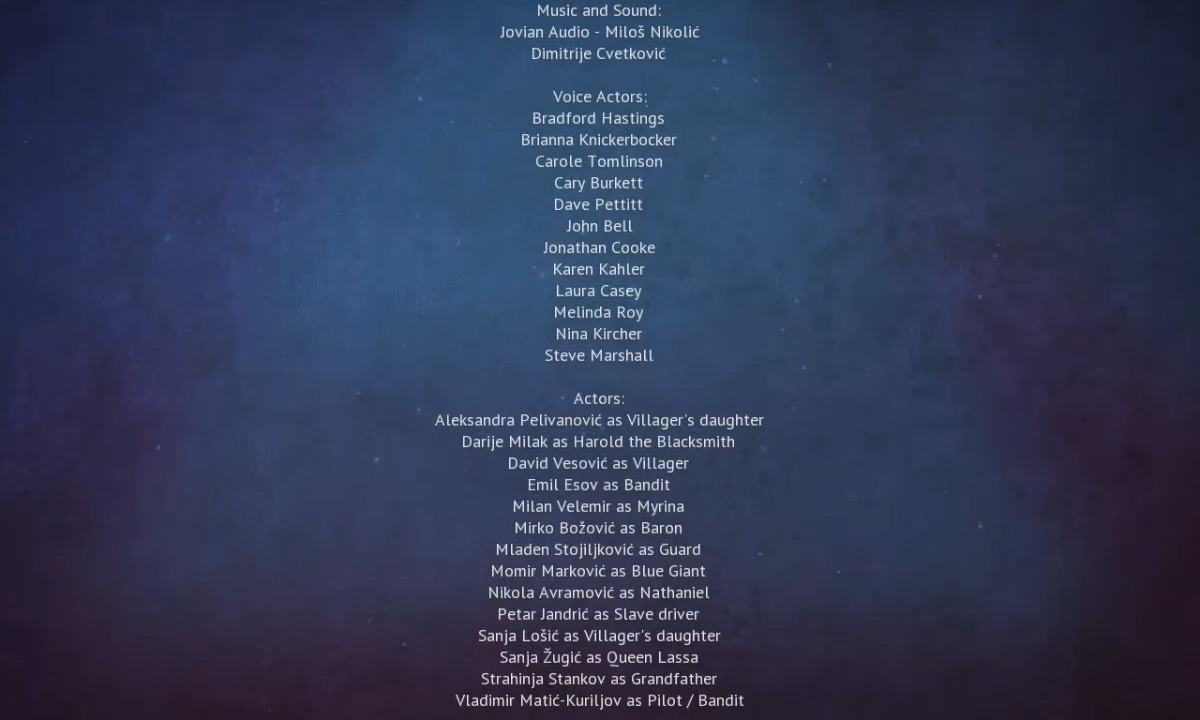 Music and Sound:
Jovian Audio - Miloš Nikolić
Dimitrije Cvetković
Voice Actors:
Bradford Hastings
Brianna Knickerbocker
Carole Tomlinson
Cary Burkett
Dave Pettitt
John Bell
Jonathan Cooke
Karen Kahler
Laura Casey
Melinda Roy
Nina Kircher
Steve Marshall
Actors:
Aleksandra Pelivanović as Villager's daughter
Darije Milak as Harold the Blacksmith
David Vesović as Villager
Emil Esov as Bandit
Milan Velemir as Myrina
Mirko Božović as Baron
Mladen Stojiljković as Guard
Momir Marković as Blue Giant
Nikola Avramović as Nathaniel
Petar Jandrić as Slave driver
Sanja Lošić as Villager's daughter
Sanja Žugić as Queen Lassa
Strahinja Stankov as Grandfather
Vladimir Matić-Kuriljov as Pilot / Bandit